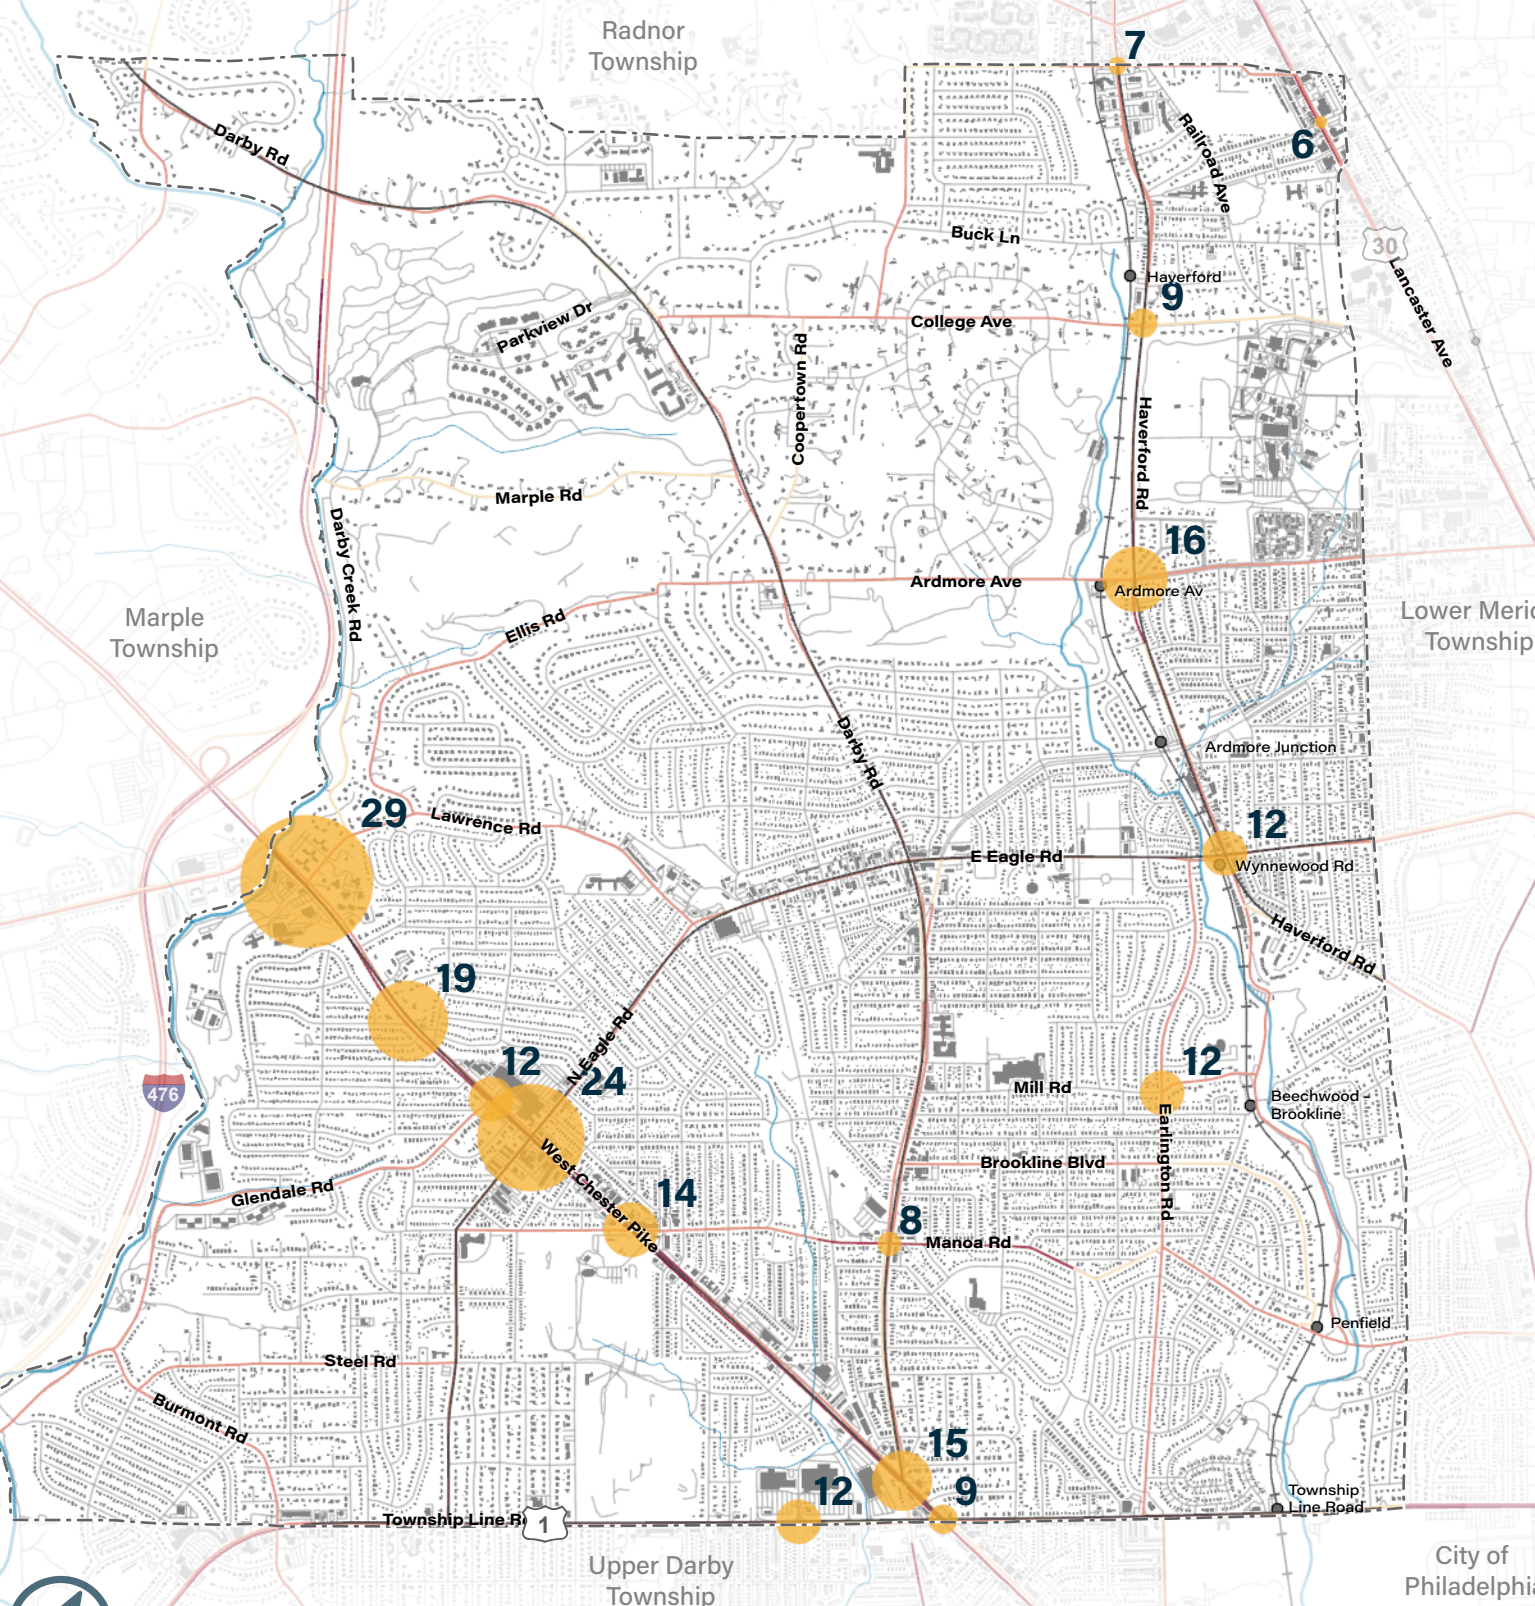 Radnor
Township
7
6
Darby Rd
Railroad Ave
Buck Ln
30
Lancaster Ave
Haverford
9
Parkview Dr
College Ave
Coopertown Rd
Haverford Rd
Marple Rd
Darby Creek Rd
16
Ardmore Ave
Ardmore Av
Ellis Rd
Marple
Township
Lower Meric
Township
Darby Rd
Ardmore Junction
29
Lawrence Rd
12
E Eagle Rd
Wynnewood Rd
Haverford Rd
19
N Eagle Rd
12
24
476
Mill Rd
12
Beechwood -
Brookline
Earlington Rd
West Chester Pike
Brookline Blvd
Glendale Rd
14
8
Manoa Rd
Penfield
Steel Rd
Burmont Rd
15
12
9
Township Line R
1
Township
Line Road
Upper Darby
Township
City of
Philadelphi